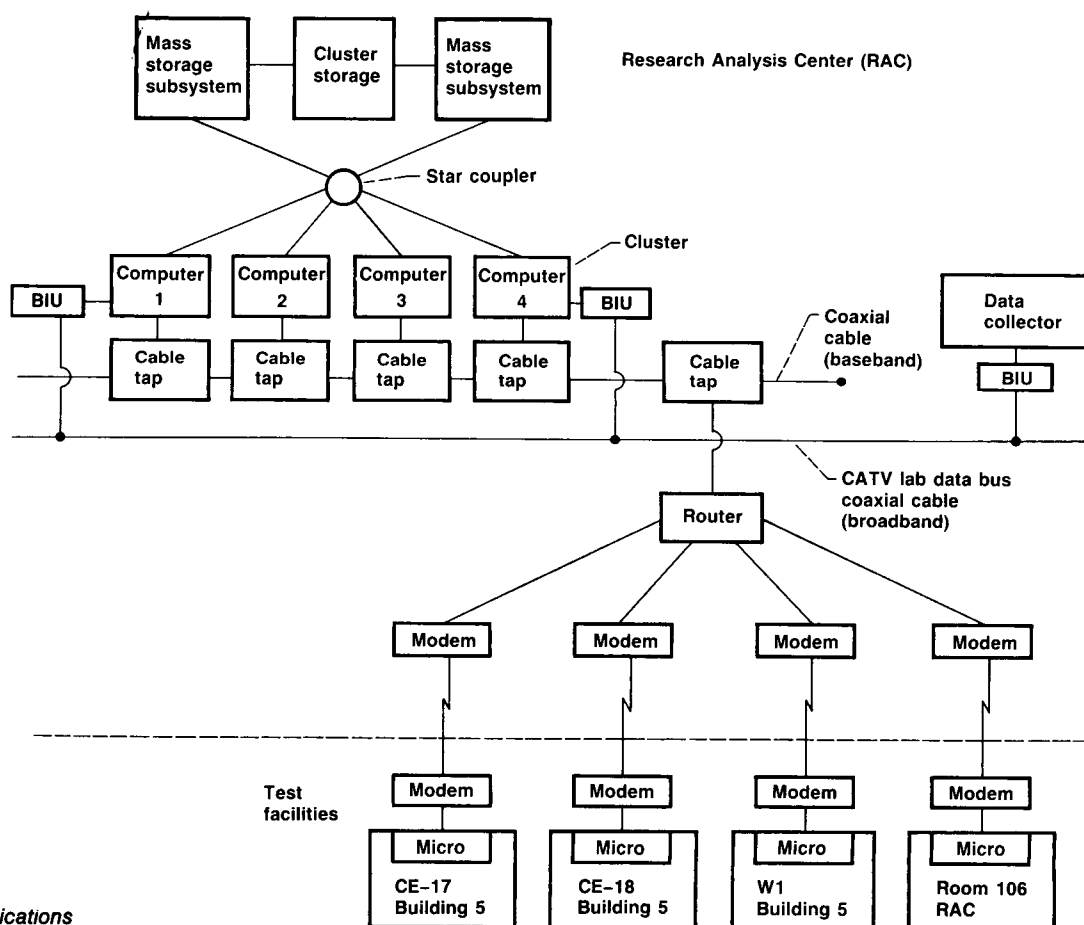 Mass
storage
subsystem
Cluster
storage
Mass
storage
subsystem
Research Analysis Center (RAC)
Star coupler
Cluster
Computer
1
Computer
2
Computer
3
Computer
4
BIU
BIU
Coaxial
cable
(baseband)
Data
collector
BIU
Cable
tap
Cable
tap
Cable
tap
Cable
tap
Cable
tap
CATV lab data bus
coaxial cable
(broadband)
Router
Modem
Modem
Modem
Modem
Test
facilities
Modem
Modem
Modem
Modem
Micro
Micro
Micro
Micro
CE–17
Building 5
CE–18
Building 5
W1
Building 5
Room 106
RAC
ications